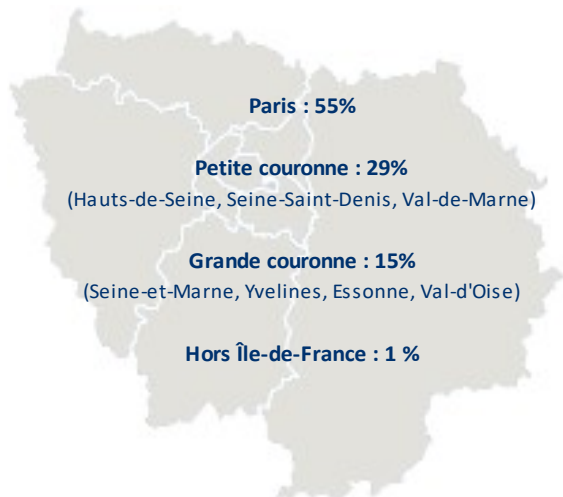 Paris : 55%
Petite couronne : 29%
(Hauts-de-Seine, Seine-Saint-Denis, Val-de-Marne)
Grande couronne : 15%
(Seine-et-Marne, Yvelines, Essonne, Val-d'Oise)
Hors Île-de-France : 1 %